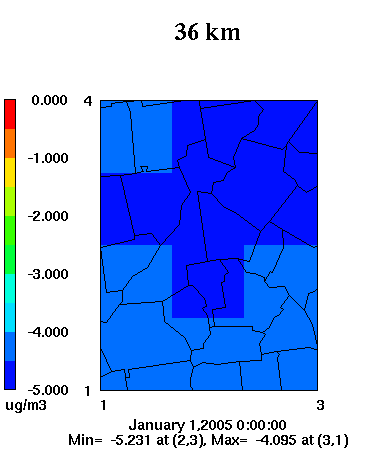 36 km
0.000
-1.000
-2.000
-3.000
-4.000
-5.000
ug/m3
4
1
1
3
January 1,2005 0:00:00
Min= -5.231 at (2,3), Max= -4.095 at (3,1)